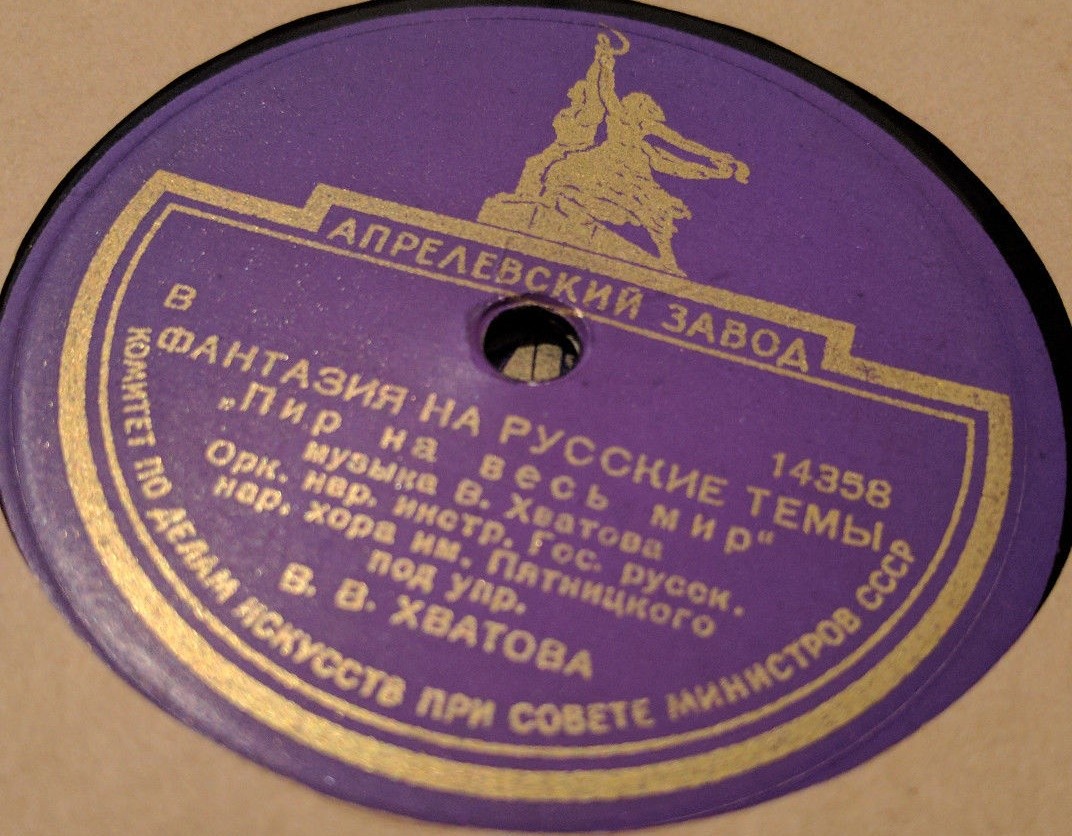 АПРЕЛЕВСКИЙ ЗАВОД
В
14358
ФАНТАЗИЯ НА РУССКИЕ ТЕМЫ
„Пир на весь мир“
музыка В. Хватова
Орк. нар. инстр. Гос. русск.
нар. хора им. Пятницкого
под упр.
В. В. ХВАТОВА
КОМИТЕТ ПО ДЕЛАМ ИСКУССТВ ПРИ СОВЕТЕ МИНИСТРОВ СССР